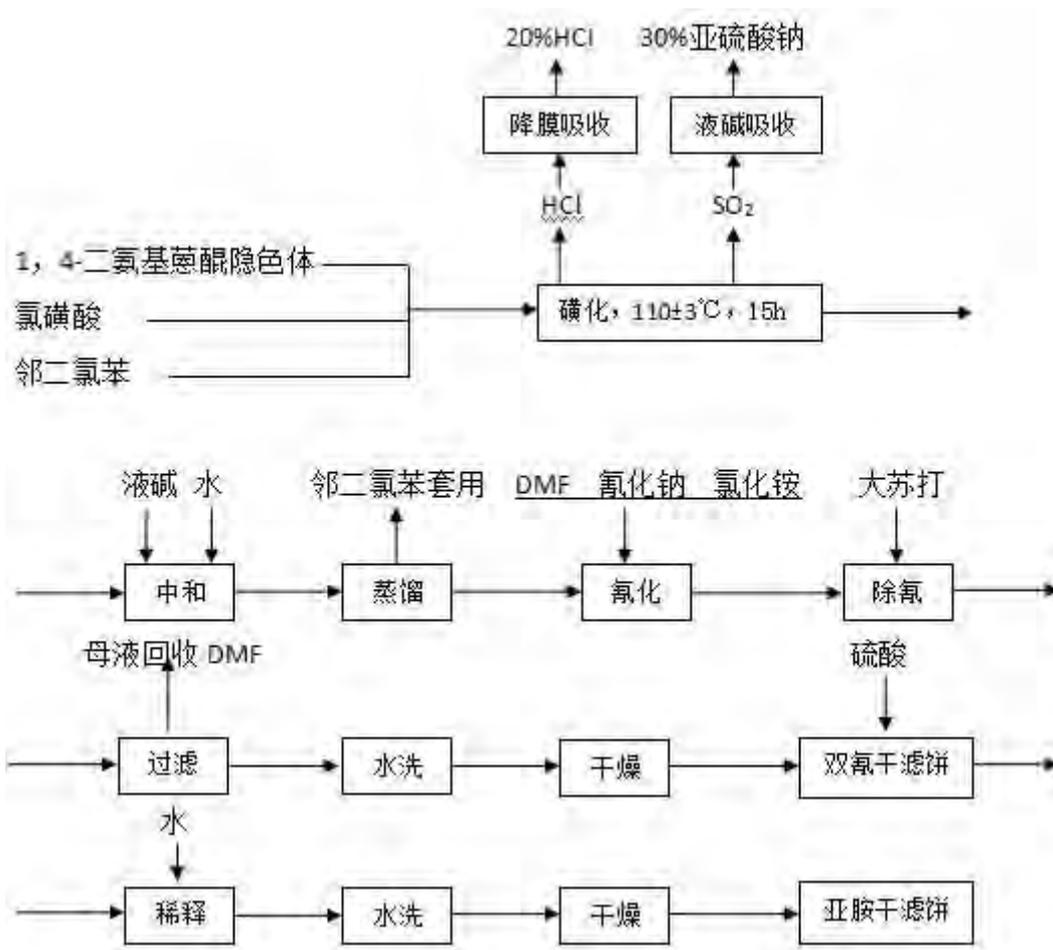 20%HCl 30%亚硫酸钠
降膜吸收 液碱吸收
HCl SO₂
1，4-二氨基蒽醌隐色体
氯磺酸
磺化，110±3℃，15h
邻二氯苯
液碱 水 邻二氯苯套用 DMF 氰化钠 氯化铵 大苏打
中和 蒸馏 氰化 除氰
母液回收 DMF 硫酸
过滤 水洗 干燥 双氰干滤饼
水
稀释 水洗 干燥 亚胺干滤饼